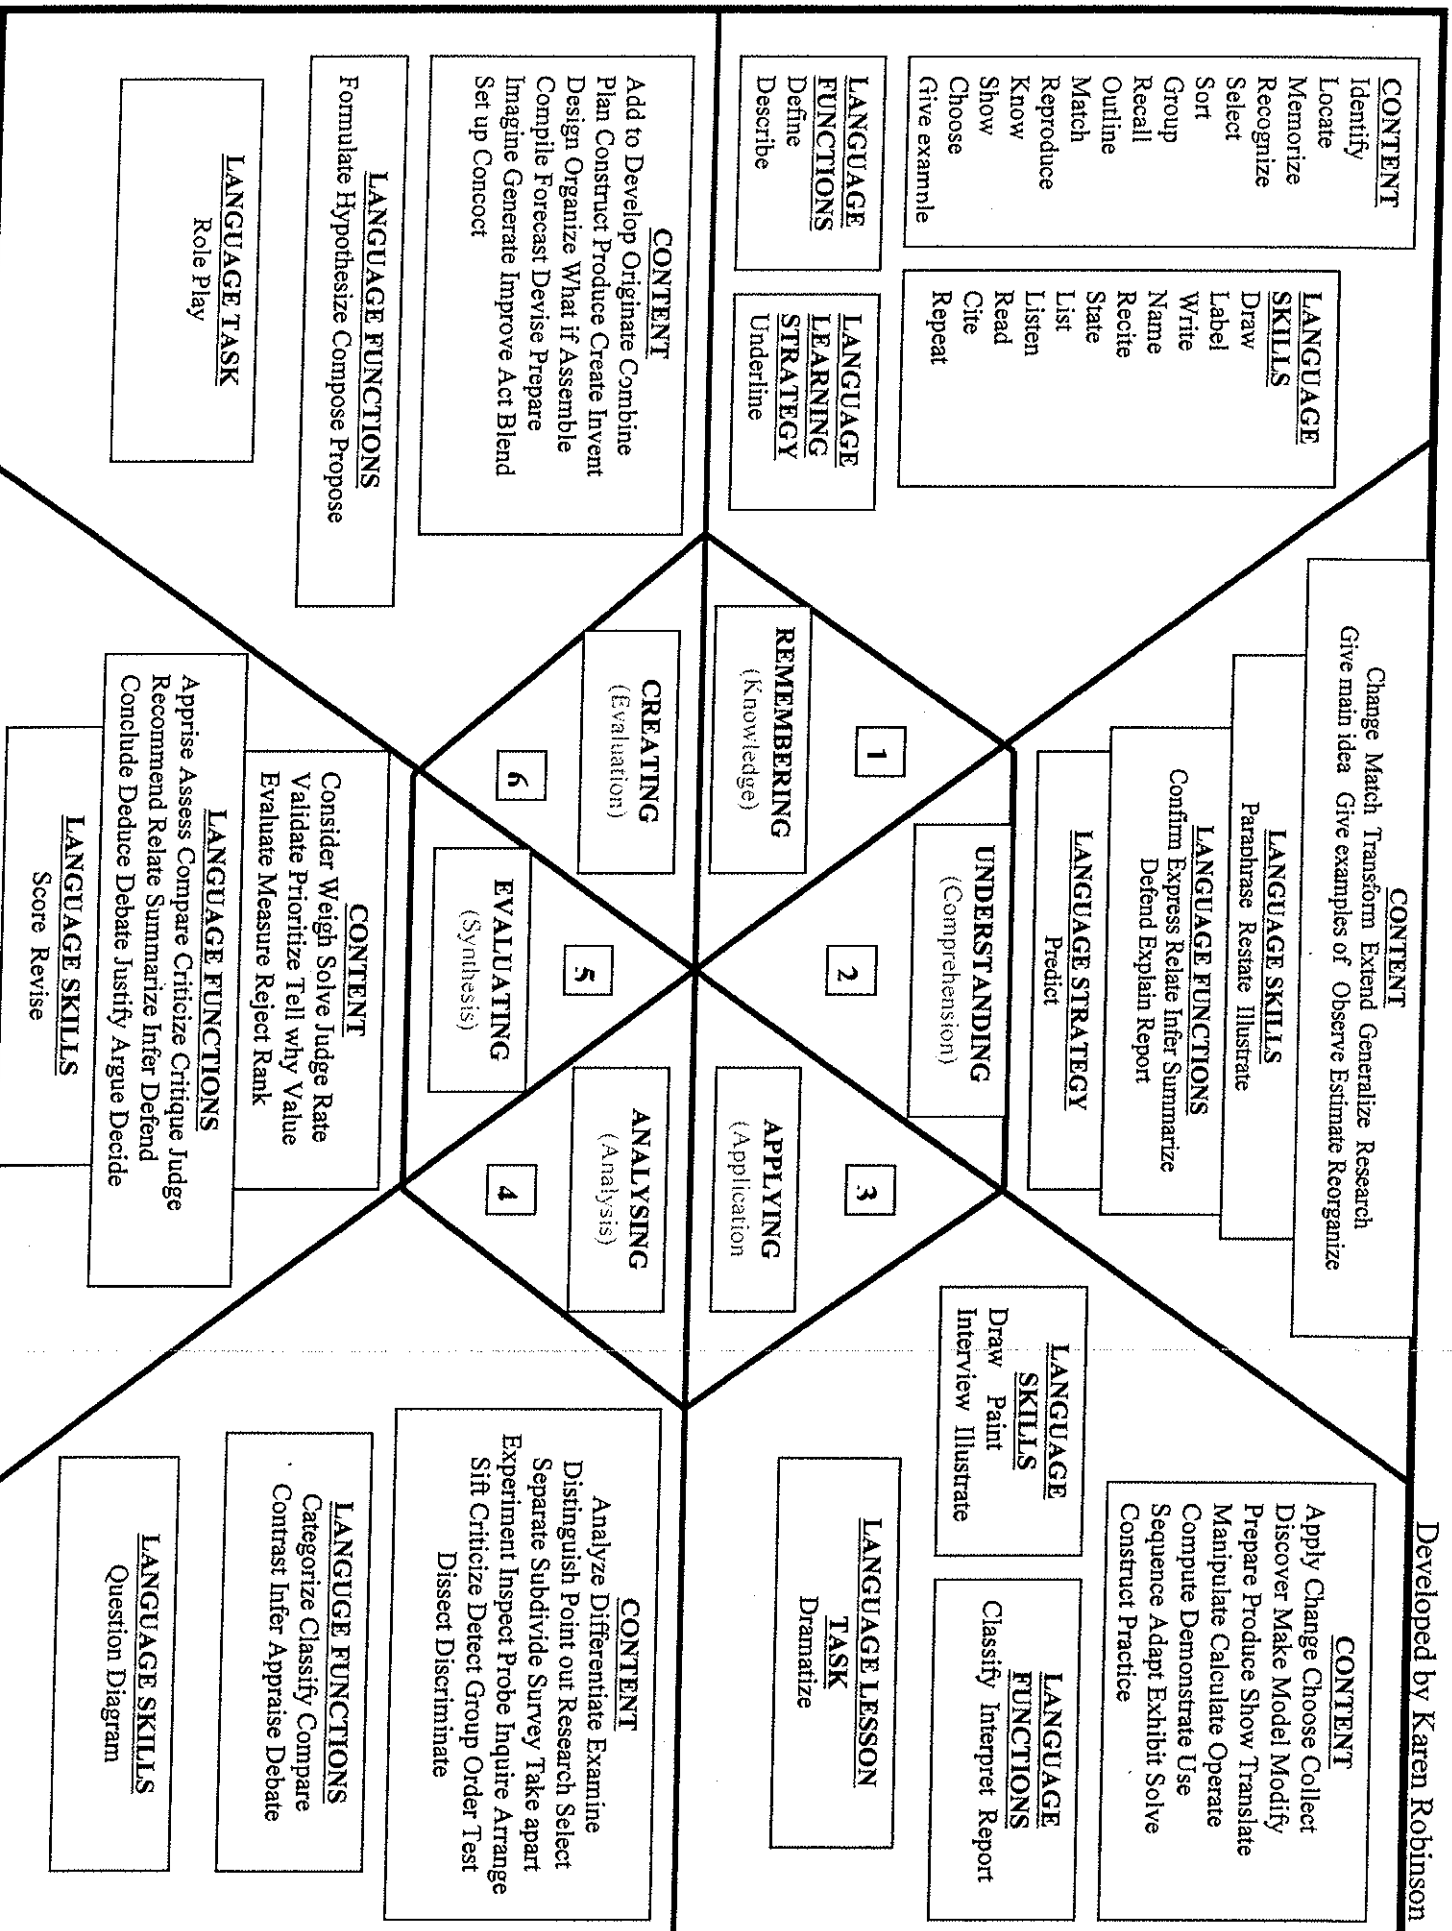 Developed by Karen Robinson
CONTENT
Identify
Locate
Memorize
Recognize
Select
Sort
Group
Recall
Outline
Match
Reproduce
Know
Show
Choose
Give example
LANGUAGE
SKILLS
Draw
Label
Write
Name
Recite
State
List
Listen
Read
Cite
Repeat
LANGUAGE
FUNCTIONS
Define
Describe
LANGUAGE
LEARNING
STRATEGY
Underline
REMEMBERING
(Knowledge)
1
CONTENT
Change Match Transform Extend Generalize Research
Give main idea Give examples of Observe Estimate Reorganize
LANGUAGE SKILLS
Paraphrase Restate Illustrate
LANGUAGE FUNCTIONS
Confirm Express Relate Infer Summarize
Defend Explain Report
LANGUAGE STRATEGY
Predict
UNDERSTANDING
(Comprehension)
2
CONTENT
Apply Change Choose Collect
Discover Make Model Modify
Prepare Produce Show Translate
Manipulate Calculate Operate
Compute Demonstrate Use
Sequence Adapt Exhibit Solve
Construct Practice
LANGUAGE
SKILLS
Draw Paint
Interview Illustrate
LANGUAGE
FUNCTIONS
Classify Interpret Report
LANGUAGE LESSON
TASK
Dramatize
APPLYING
(Application
3
CONTENT
Analyze Differentiate Examine
Distinguish Point out Research Select
Separate Subdivide Survey Take apart
Experiment Inspect Probe Inquire Arrange
Sift Criticize Detect Group Order Test
Dissect Discriminate
LANGUGE FUNCTIONS
Categorize Classify Compare
Contrast Infer Appraise Debate
LANGUAGE SKILLS
Question Diagram
ANALYSING
(Analysis)
4
EVALUATING
(Synthesis)
5
CONTENT
Consider Weigh Solve Judge Rate
Validate Prioritize Tell why Value
Evaluate Measure Reject Rank
LANGUAGE FUNCTIONS
Apprise Assess Compare Criticize Critique Judge
Recommend Relate Summarize Infer Defend
Conclude Deduce Debate Justify Argue Decide
LANGUAGE SKILLS
Score Revise
CREATING
(Evaluation)
6
CONTENT
Add to Develop Originate Combine
Plan Construct Produce Create Invent
Design Organize What if Assemble
Compile Forecast Devise Prepare
Imagine Generate Improve Act Blend
Set up Concoct
LANGUAGE FUNCTIONS
Formulate Hypothesize Compose Propose
LANGUAGE TASK
Role Play